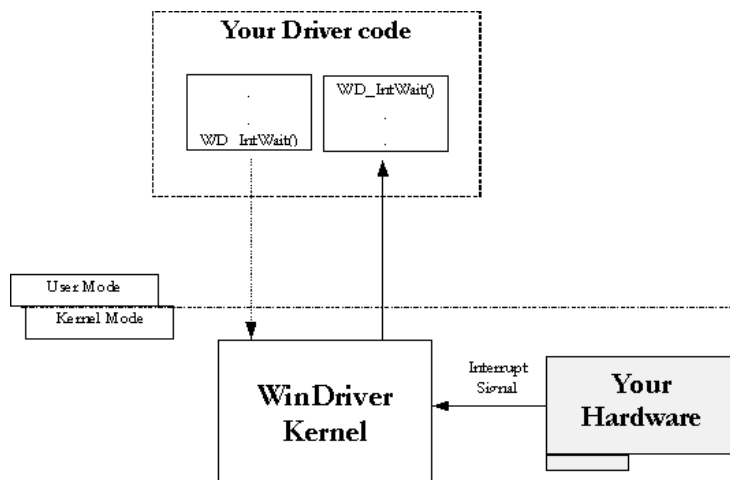 Your Driver code
.
.
WD_IntWait()
WD_IntWait()
.
.
User Mode
Kernel Mode
Interrupt
Signal
WinDriver
Kernel
Your
Hardware